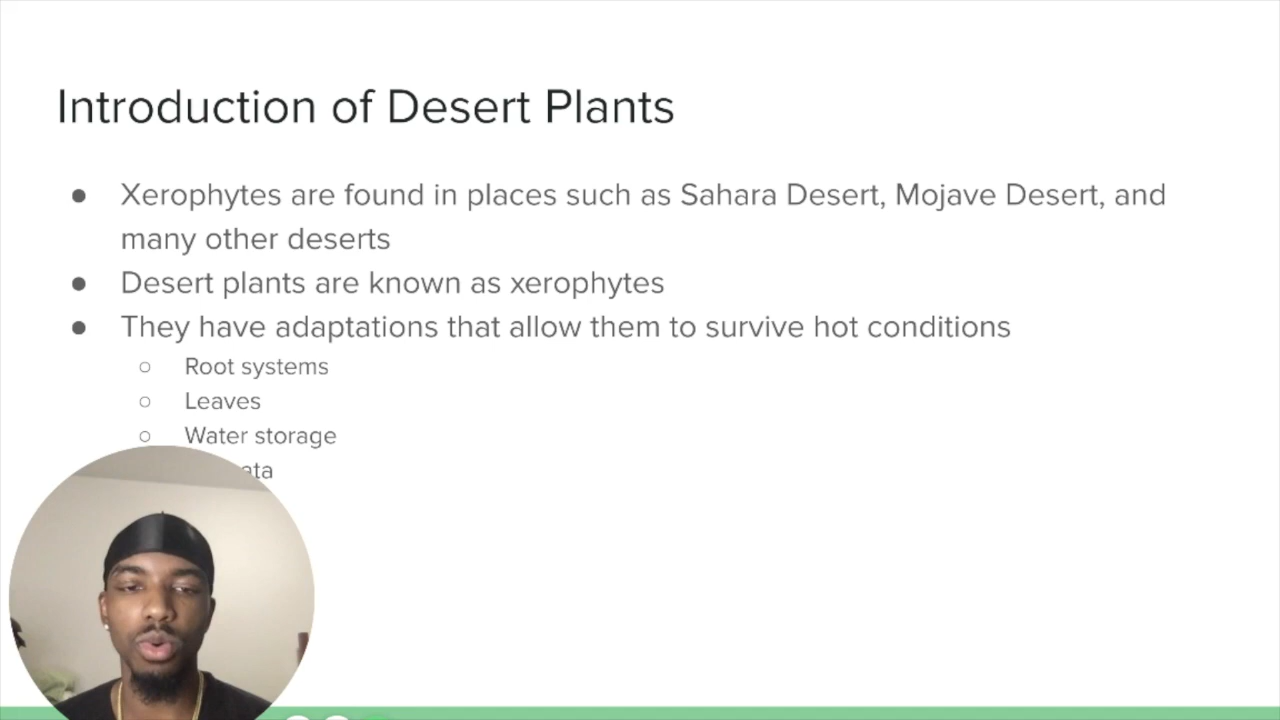 Introduction of Desert Plants
● Xerophytes are found in places such as Sahara Desert, Mojave Desert, and
many other deserts
● Desert plants are known as xerophytes
● They have adaptations that allow them to survive hot conditions
○ Root systems
○ Leaves
○ Water storage